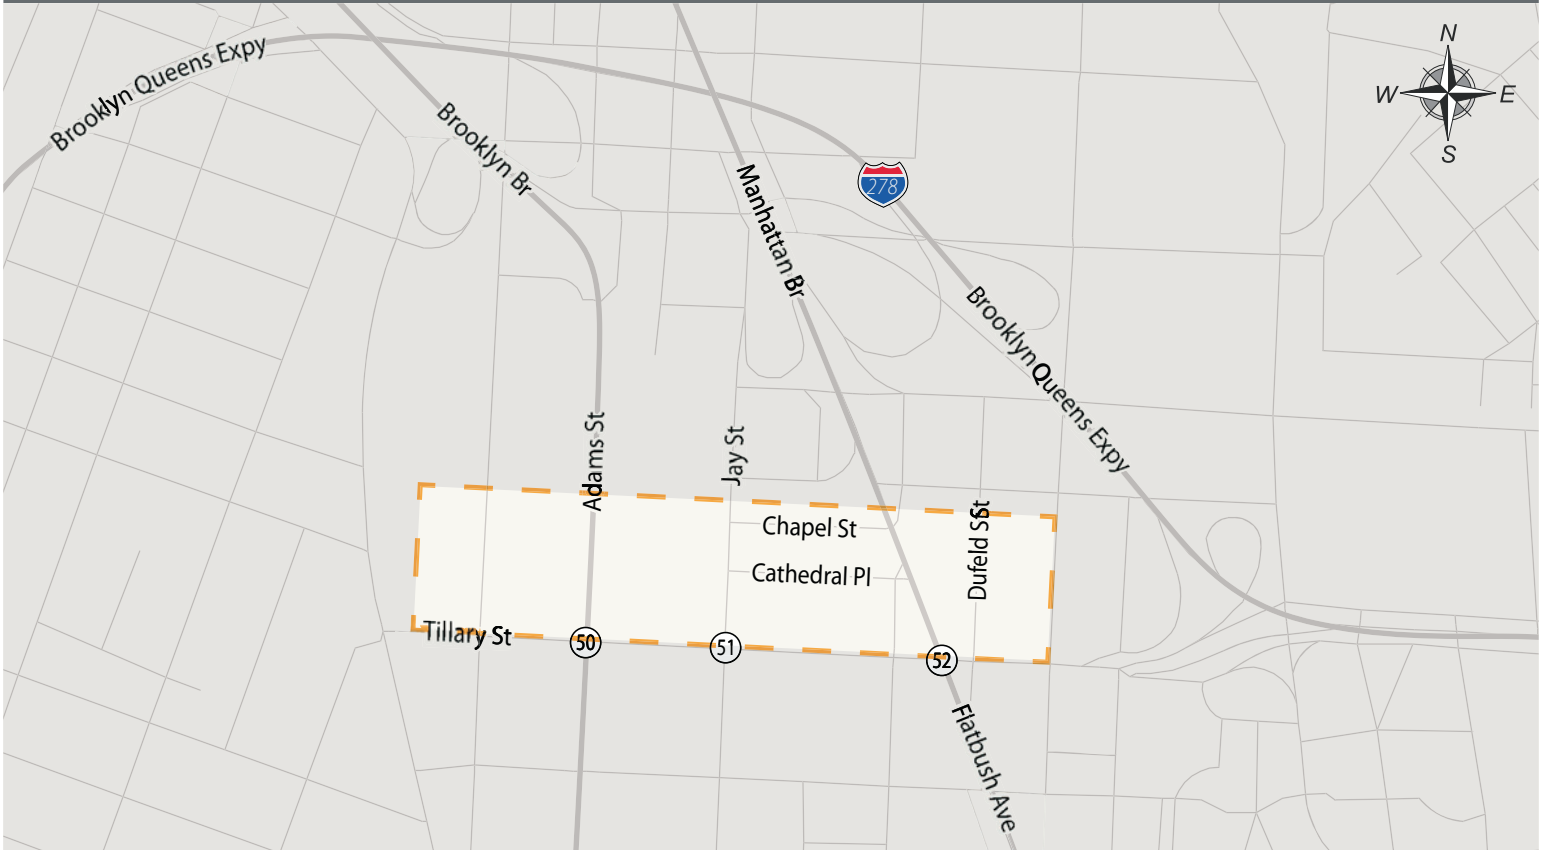 N
Brooklyn Queens Expy
W
E
Brooklyn Br
S
278
Manhattan Br
Brooklyn Queens Expy
Adams St
Jay St
Chapel St
Dufeld St
Cathedral Pl
Tillary St
50
51
52
Flatbush Ave